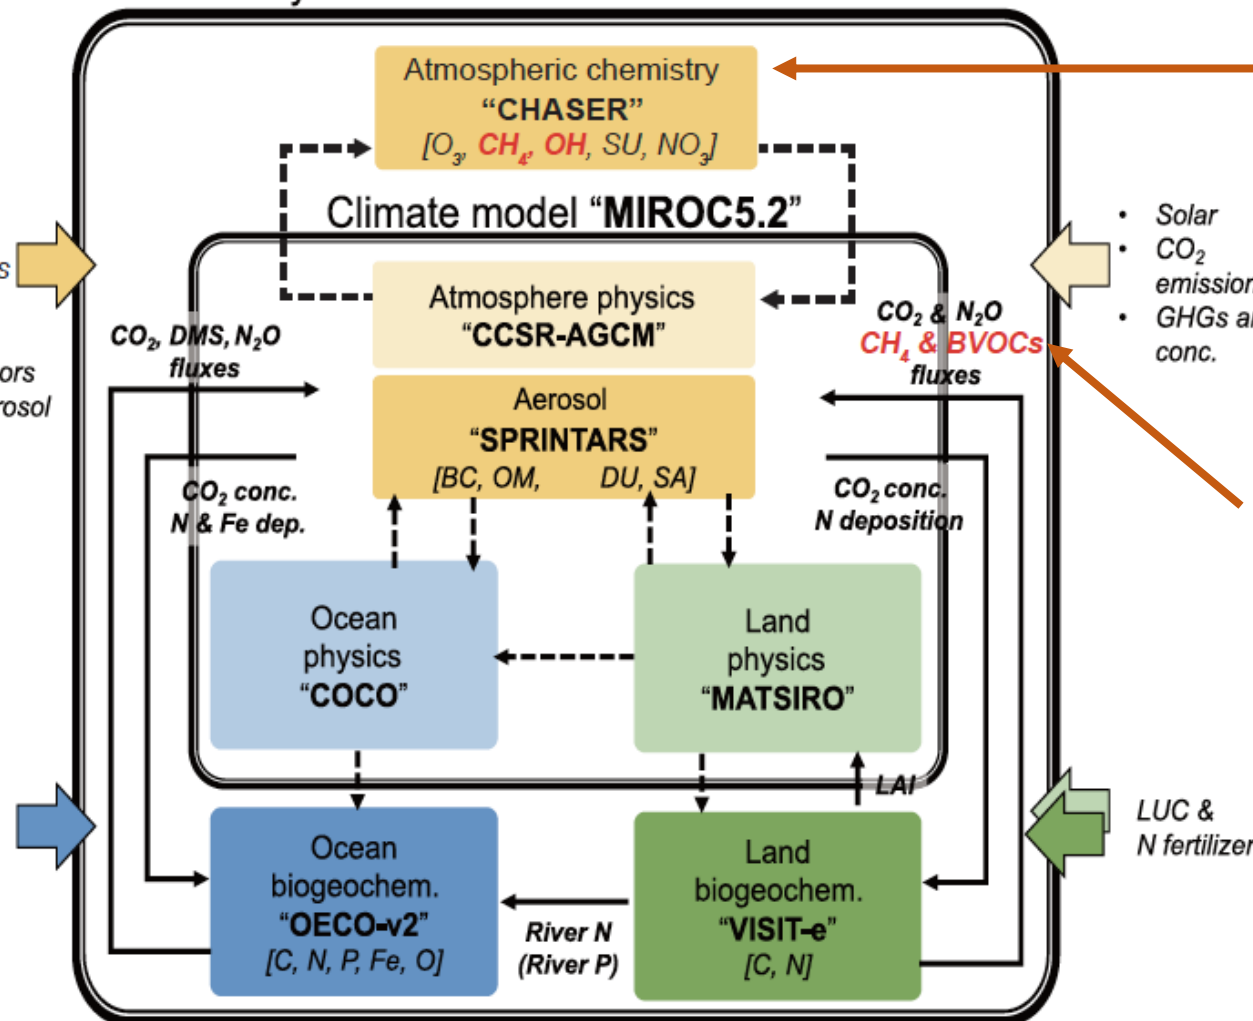 Atmospheric chemistry
“CHASER”
[O₃, CH₄, OH, SU, NO₃]
Climate model “MIROC5.2”
Atmosphere physics
“CCSR-AGCM”
Aerosol
“SPRINTARS”
[BC, OM, DU, SA]
CO₂, DMS, N₂O
fluxes
CO₂ conc.
N & Fe dep.
CO₂ & N₂O
CH₄ & BVOCs
fluxes
CO₂ conc.
N deposition
Ocean
physics
“COCO”
Land
physics
“MATSIRO”
LAI
Ocean
biogeochem.
“OECO-v2”
[C, N, P, Fe, O]
River N
(River P)
Land
biogeochem.
“VISIT-e”
[C, N]
• Solar
• CO₂
emission
• GHGs
conc.
LUC &
N fertilizer